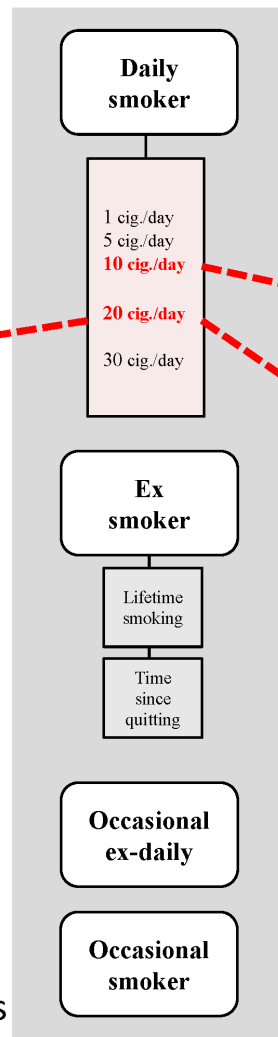 Daily
smoker
1 cig./day
5 cig./day
10 cig./day
20 cig./day
30 cig./day
Ex
smoker
Lifetime
smoking
Time
since
quitting
Occasional
ex-daily
Occasional
smoker
s